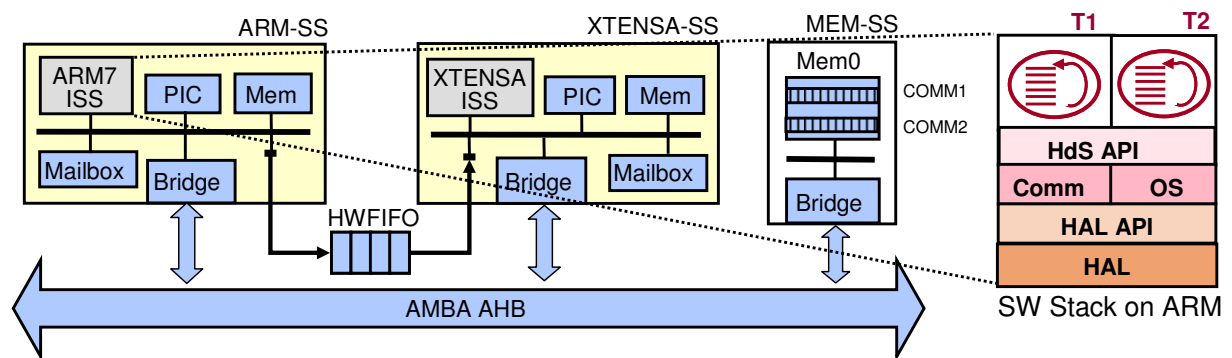 ARM-SS
XTENSA-SS
MEM-SS
T1
T2
ARM7
ISS
PIC
Mem
Mailbox
Bridge
XTENSA
ISS
PIC
Mem
Bridge
Mailbox
Mem0
COMM1
COMM2
Bridge
HWFIFO
AMBA AHB
HdS API
Comm
OS
HAL API
HAL
SW Stack on ARM